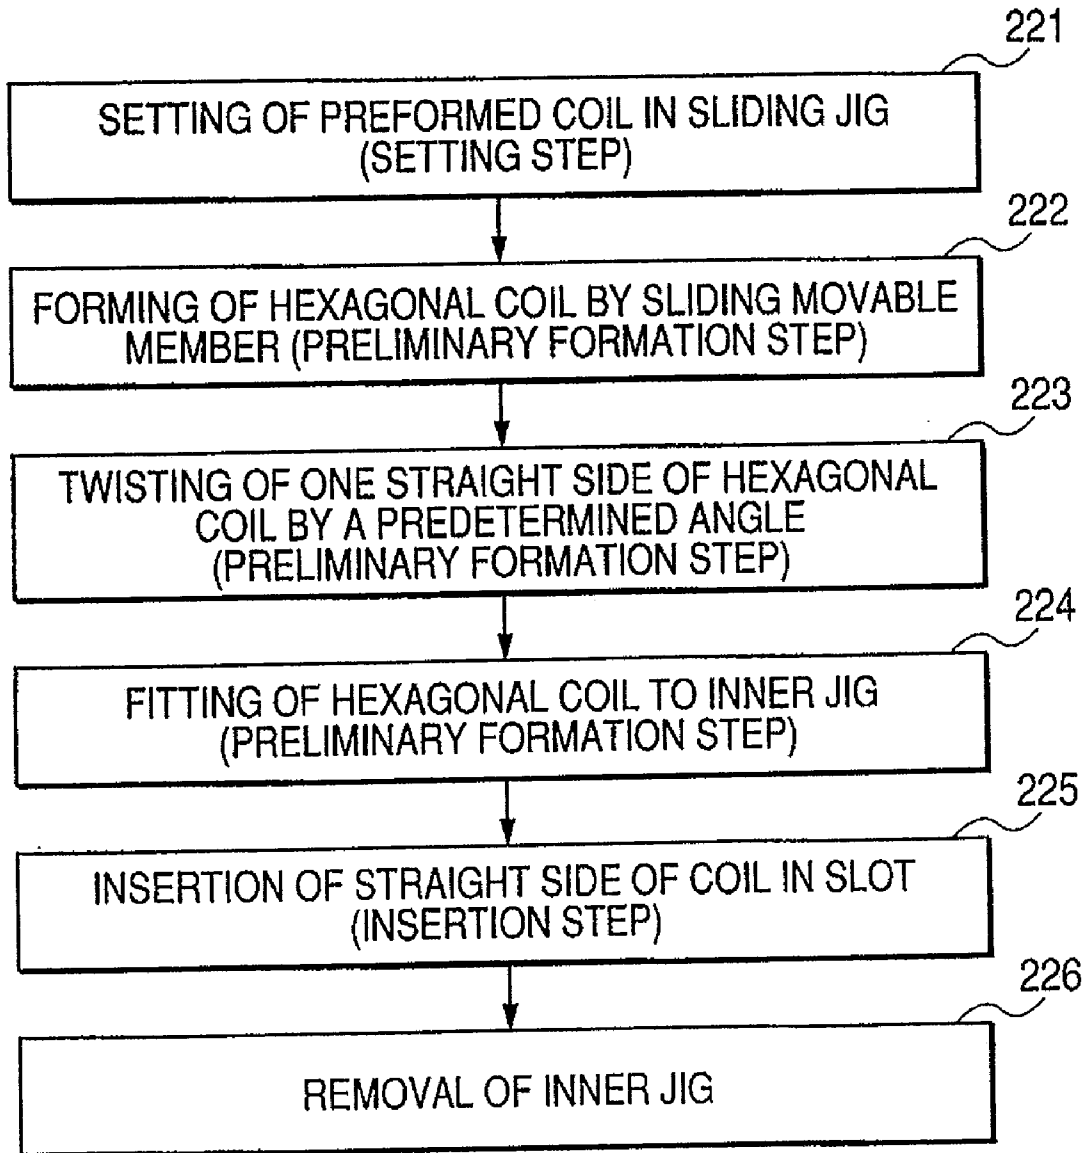 221
SETTING OF PREFORMED COIL IN SLIDING JIG
(SETTING STEP)
222
FORMING OF HEXAGONAL COIL BY SLIDING MOVABLE
MEMBER (PRELIMINARY FORMATION STEP)
223
TWISTING OF ONE STRAIGHT SIDE OF HEXAGONAL
COIL BY A PREDETERMINED ANGLE
(PRELIMINARY FORMATION STEP)
224
FITTING OF HEXAGONAL COIL TO INNER JIG
(PRELIMINARY FORMATION STEP)
225
INSERTION OF STRAIGHT SIDE OF COIL IN SLOT
(INSERTION STEP)
226
REMOVAL OF INNER JIG